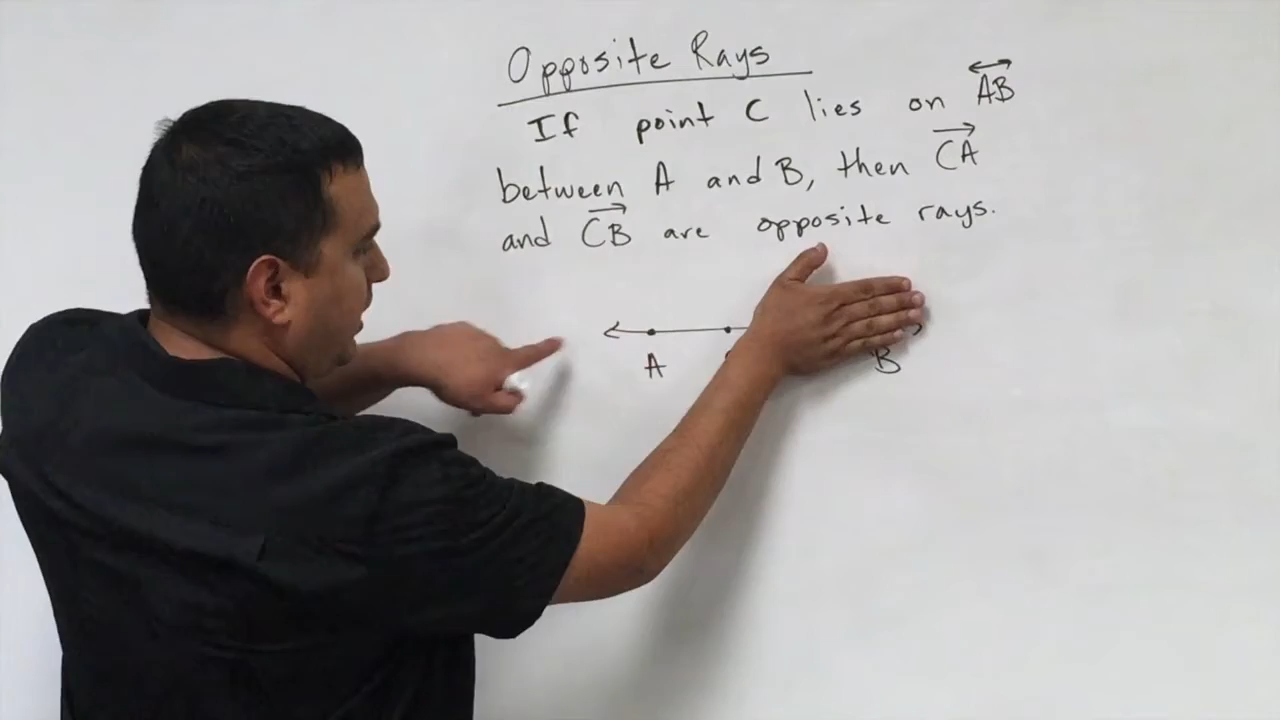 Opposite Rays
If point C lies on AB
between A and B, then CA
and CB are opposite rays.
A B